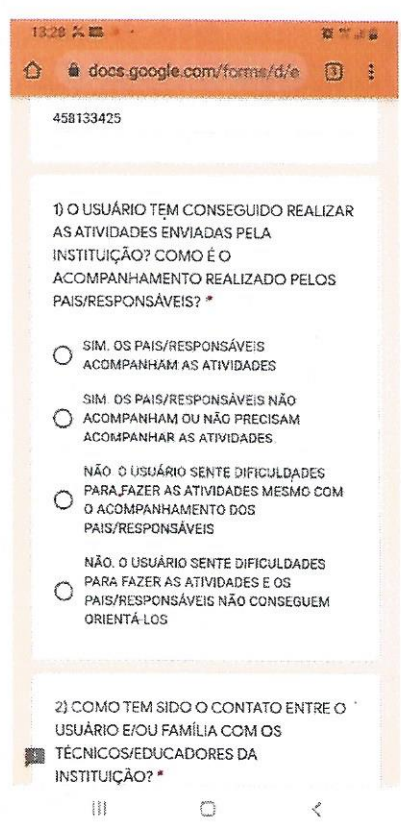 13:28
docs.google.com/forms/d/e
3
458133425
1) O USUÁRIO TEM CONSEGUIDO REALIZAR
AS ATIVIDADES ENVIADAS PELA
INSTITUIÇÃO? COMO É O
ACOMPANHAMENTO REALIZADO PELOS
PAIS/RESPONSÁVEIS? *
SIM. OS PAIS/RESPONSÁVEIS
ACOMPANHAM AS ATIVIDADES
SIM. OS PAIS/RESPONSÁVEIS NÃO
ACOMPANHAM OU NÃO PRECISAM
ACOMPANHAR AS ATIVIDADES.
NÃO. O USUÁRIO SENTE DIFICULDADES
PARA FAZER AS ATIVIDADES MESMO COM
O ACOMPANHAMENTO DOS
PAIS/RESPONSÁVEIS
NÃO. O USUÁRIO SENTE DIFICULDADES
PARA FAZER AS ATIVIDADES E OS
PAIS/RESPONSÁVEIS NÃO CONSEGUEM
ORIENTÁ-LOS
2) COMO TEM SIDO O CONTATO ENTRE O
USUÁRIO E/OU FAMÍLIA COM OS
TÉCNICOS/EDUCADORES DA
INSTITUIÇÃO? *